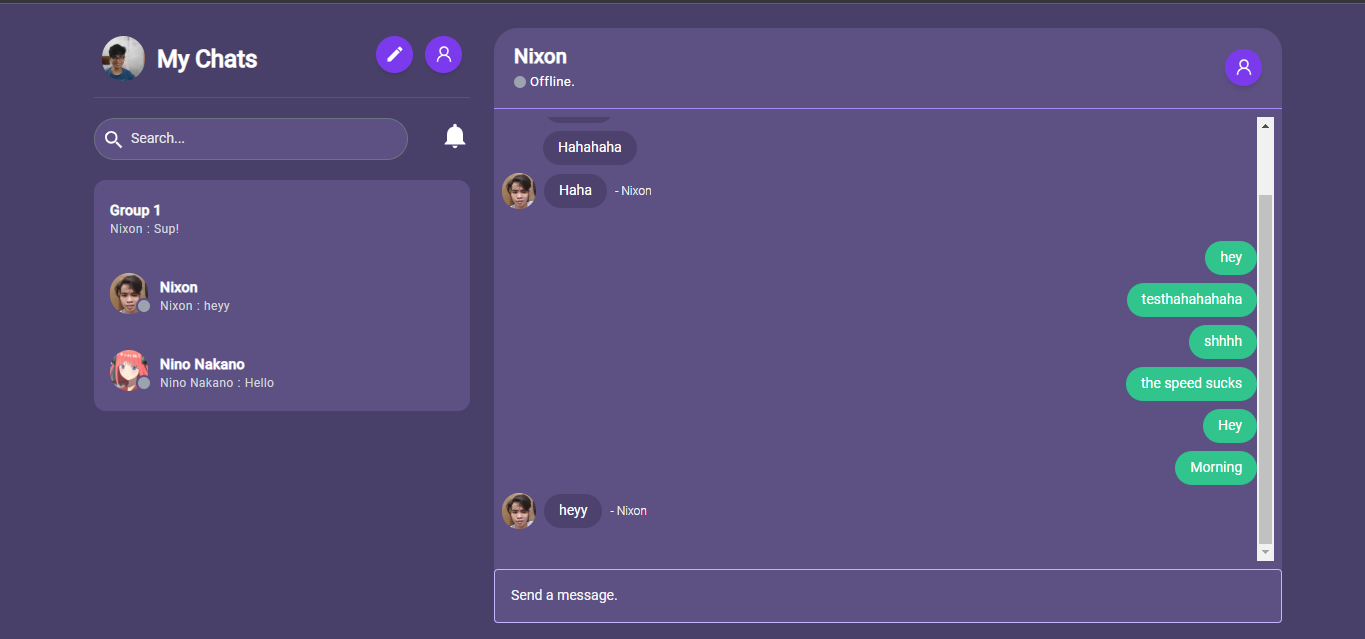 My Chats
Search...
Group 1
Nixon : Sup!
Nixon
Nixon : heyy
Nino Nakano
Nino Nakano : Hello
Nixon
Offline.
Hahahaha
Haha - Nixon
hey
testhahahahaha
shhhh
the speed sucks
Hey
Morning
heyy - Nixon
Send a message.